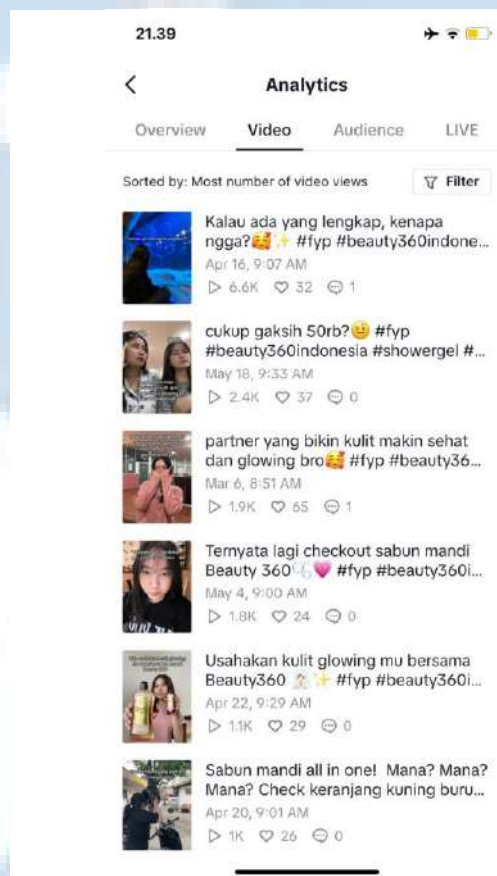 21.39
Analytics
Overview Video Audience LIVE
Sorted by: Most number of video views Filter
Kalau ada yang lengkap, kenapa
ngga?🥰✨ #fyp #beauty360indone...
Apr 16, 9:07 AM
6.6K 32 1
cukup gaksih 50rb?😉 #fyp
#beauty360indonesia #showergel #...
May 18, 9:33 AM
2.4K 37 0
partner yang bikin kulit makin sehat
dan glowing bro🥰 #fyp #beauty36...
Mar 6, 8:51 AM
1.9K 65 1
Ternyata lagi checkout sabun mandi
Beauty 360🫧💗 #fyp #beauty360i...
May 4, 9:00 AM
1.8K 24 0
Usahakan kulit glowing mu bersama
Beauty360 🧖🏻✨ #fyp #beauty360i...
Apr 22, 9:29 AM
1.1K 29 0
Sabun mandi all in one! Mana? Mana?
Mana? Check keranjang kuning buru...
Apr 20, 9:01 AM
1K 26 0